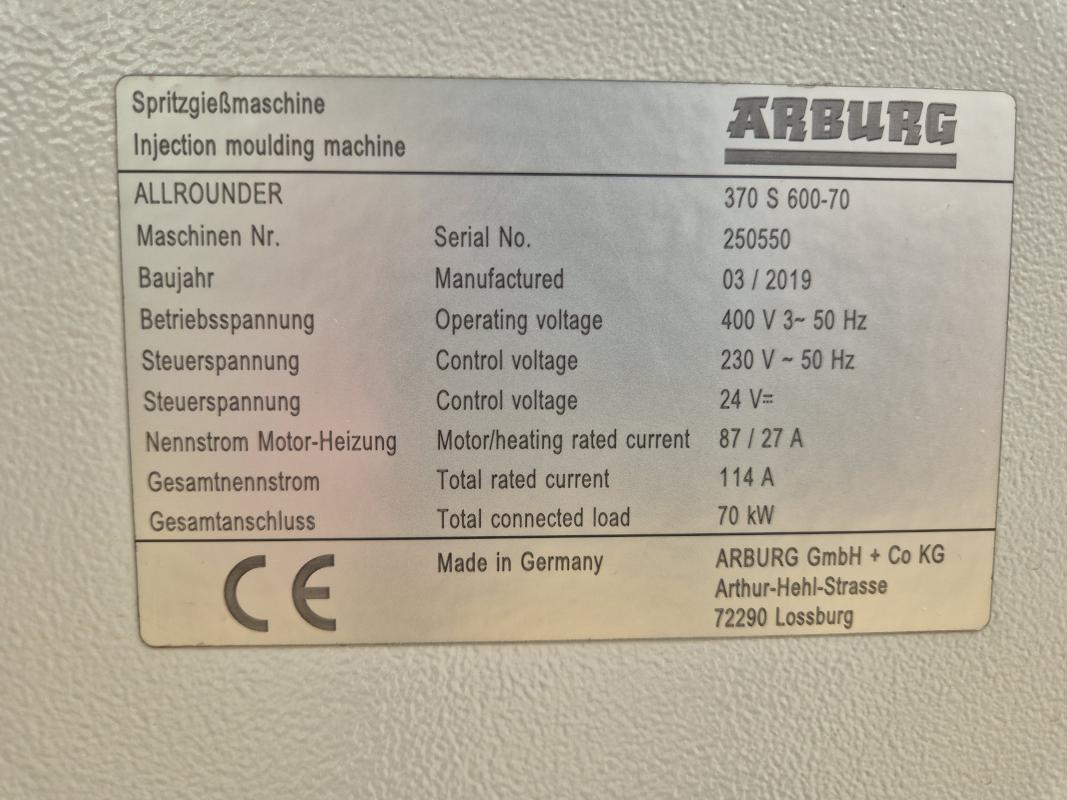 Spritzgießmaschine
Injection moulding machine
ARBURG
ALLROUNDER 370 S 600-70
Maschinen Nr. Serial No. 250550
Baujahr Manufactured 03 / 2019
Betriebsspannung Operating voltage 400 V 3~ 50 Hz
Steuerspannung Control voltage 230 V ~ 50 Hz
Steuerspannung Control voltage 24 V⎓
Nennstrom Motor-Heizung Motor/heating rated current 87 / 27 A
Gesamtnennstrom Total rated current 114 A
Gesamtanschluss Total connected load 70 kW
CE Made in Germany ARBURG GmbH + Co KG
Arthur-Hehl-Strasse
72290 Lossburg